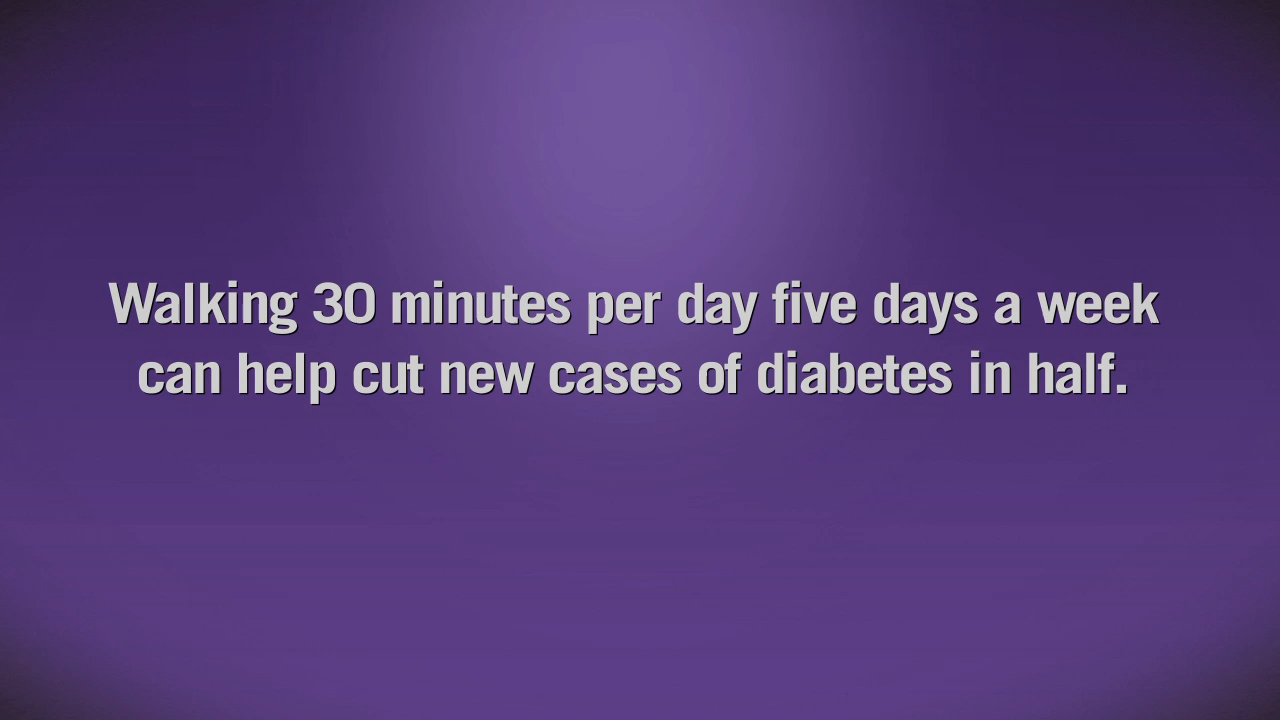 Walking 30 minutes per day five days a week
can help cut new cases of diabetes in half.